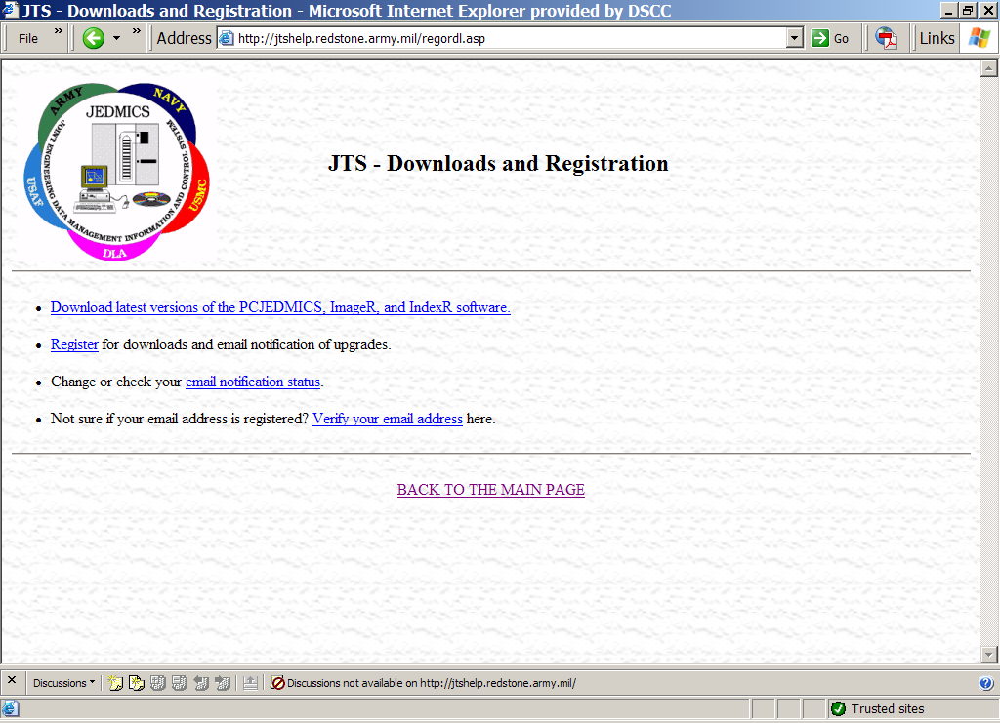 JTS - Downloads and Registration - Microsoft Internet Explorer provided by DSCC
File » » Address http://jtshelp.redstone.army.mil/regordl.asp Go Links
ARMY NAVY
JEDMICS
JOINT ENGINEERING DATA MANAGEMENT INFORMATION AND CONTROL SYSTEM
USAF USMC
DLA
JTS - Downloads and Registration
• Download latest versions of the PCJEDMICS, ImageR, and IndexR software.
• Register for downloads and email notification of upgrades.
• Change or check your email notification status.
• Not sure if your email address is registered? Verify your email address here.
BACK TO THE MAIN PAGE
Discussions Discussions not available on http://jtshelp.redstone.army.mil/
Trusted sites